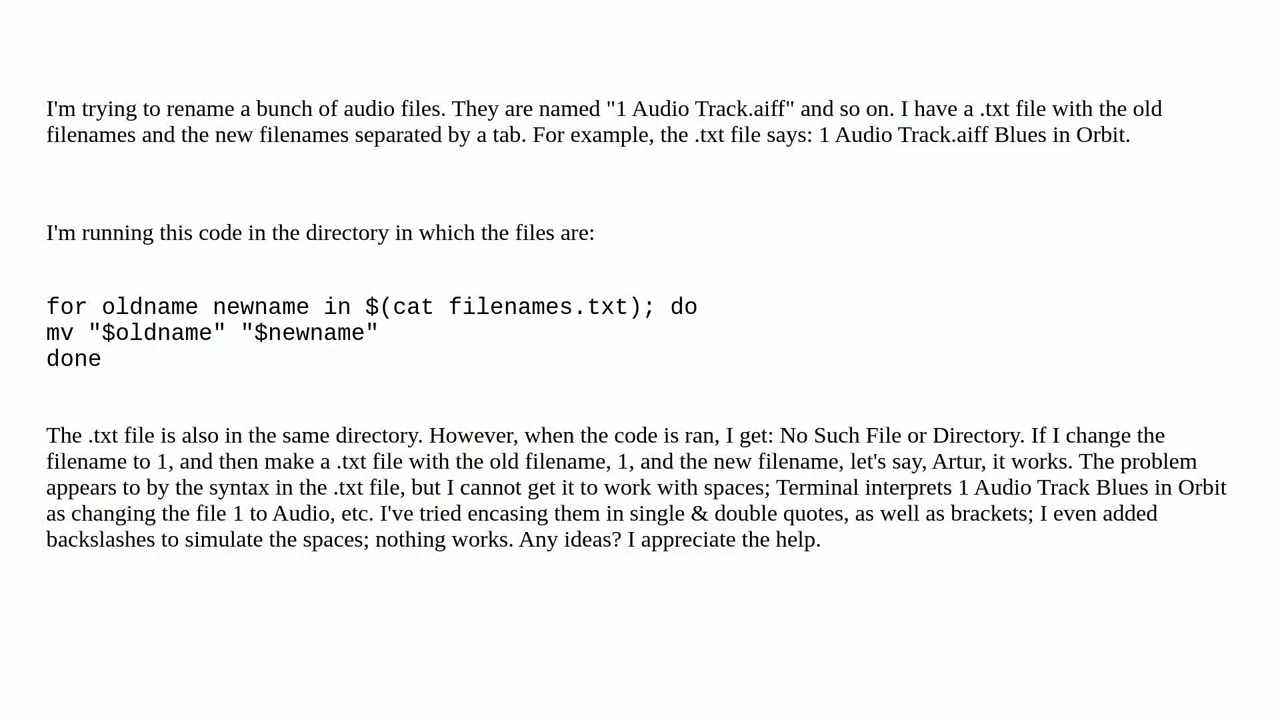 I'm trying to rename a bunch of audio files. They are named "1 Audio Track.aiff" and so on. I have a .txt file with the old
filenames and the new filenames separated by a tab. For example, the .txt file says: 1 Audio Track.aiff Blues in Orbit.
I'm running this code in the directory in which the files are:
for oldname newname in $(cat filenames.txt); do
mv "$oldname" "$newname"
done
The .txt file is also in the same directory. However, when the code is ran, I get: No Such File or Directory. If I change the
filename to 1, and then make a .txt file with the old filename, 1, and the new filename, let's say, Artur, it works. The problem
appears to by the syntax in the .txt file, but I cannot get it to work with spaces; Terminal interprets 1 Audio Track Blues in Orbit
as changing the file 1 to Audio, etc. I've tried encasing them in single & double quotes, as well as brackets; I even added
backslashes to simulate the spaces; nothing works. Any ideas? I appreciate the help.